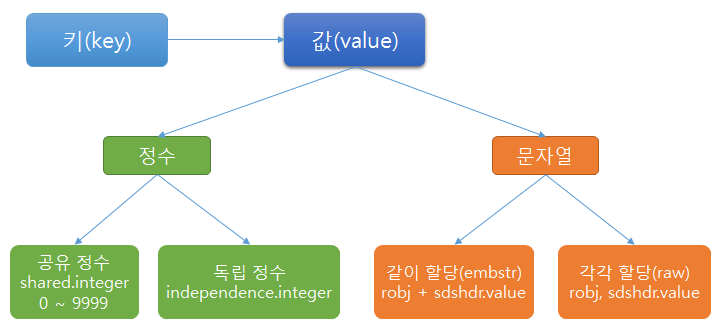 키(key)
값(value)
정수
문자열
공유 정수
shared.integer
0 ~ 9999
독립 정수
independence.integer
같이 할당(embstr)
robj + sdshdr.value
각각 할당(raw)
robj, sdshdr.value